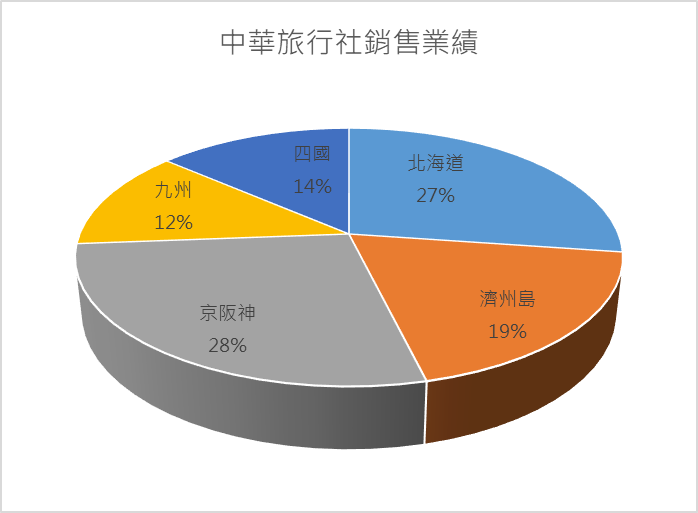 中華旅行社銷售業績
北海道
27%
濟州島
19%
京阪神
28%
九州
12%
四國
14%